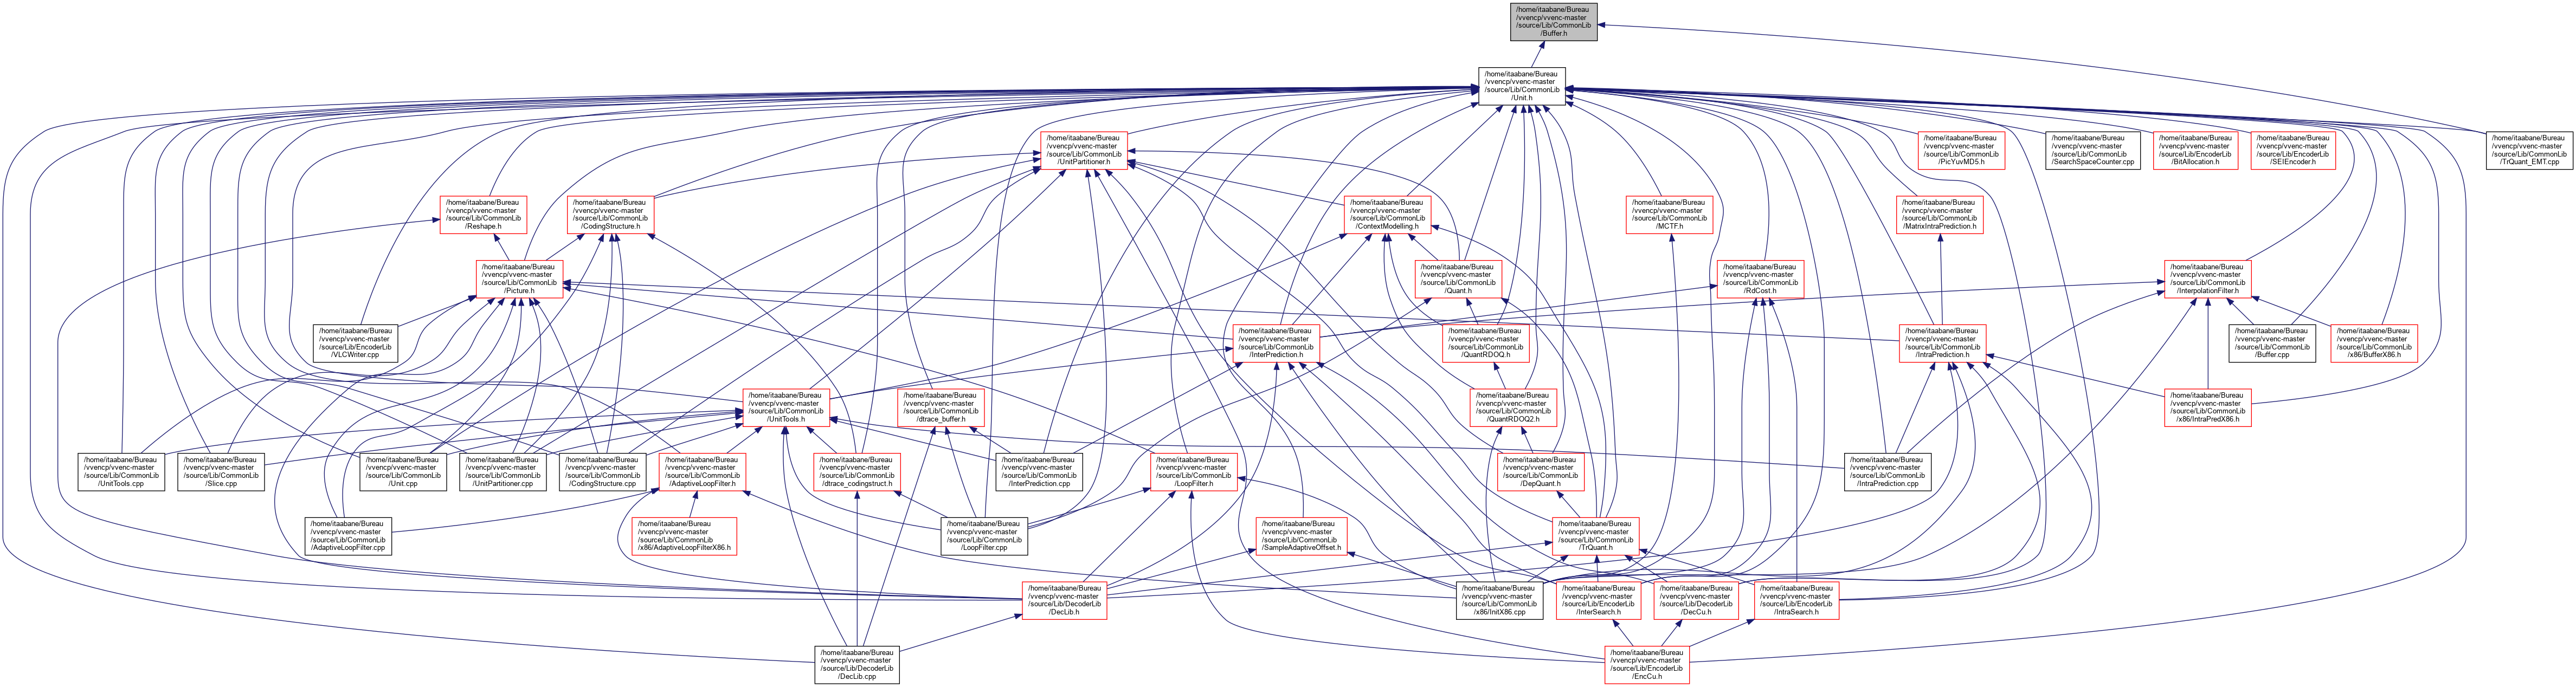 /home/itaabane/Bureau
/vvencp/vvenc-master
/source/Lib/CommonLib
/Buffer.h
/home/itaabane/Bureau
/vvencp/vvenc-master
/source/Lib/CommonLib
/Unit.h
/home/itaabane/Bureau
/vvencp/vvenc-master
/source/Lib/CommonLib
/UnitPartitioner.h
/home/itaabane/Bureau
/vvencp/vvenc-master
/source/Lib/CommonLib
/PicYuvMD5.h
/home/itaabane/Bureau
/vvencp/vvenc-master
/source/Lib/CommonLib
/SearchSpaceCounter.cpp
/home/itaabane/Bureau
/vvencp/vvenc-master
/source/Lib/EncoderLib
/BitAllocation.h
/home/itaabane/Bureau
/vvencp/vvenc-master
/source/Lib/EncoderLib
/SEIEncoder.h
/home/itaabane/Bureau
/vvencp/vvenc-master
/source/Lib/CommonLib
/TrQuant_EMT.cpp
/home/itaabane/Bureau
/vvencp/vvenc-master
/source/Lib/CommonLib
/Reshape.h
/home/itaabane/Bureau
/vvencp/vvenc-master
/source/Lib/CommonLib
/CodingStructure.h
/home/itaabane/Bureau
/vvencp/vvenc-master
/source/Lib/CommonLib
/ContextModelling.h
/home/itaabane/Bureau
/vvencp/vvenc-master
/source/Lib/CommonLib
/MCTF.h
/home/itaabane/Bureau
/vvencp/vvenc-master
/source/Lib/CommonLib
/MatrixIntraPrediction.h
/home/itaabane/Bureau
/vvencp/vvenc-master
/source/Lib/CommonLib
/Picture.h
/home/itaabane/Bureau
/vvencp/vvenc-master
/source/Lib/CommonLib
/Quant.h
/home/itaabane/Bureau
/vvencp/vvenc-master
/source/Lib/CommonLib
/RdCost.h
/home/itaabane/Bureau
/vvencp/vvenc-master
/source/Lib/CommonLib
/InterpolationFilter.h
/home/itaabane/Bureau
/vvencp/vvenc-master
/source/Lib/EncoderLib
/VLCWriter.cpp
/home/itaabane/Bureau
/vvencp/vvenc-master
/source/Lib/CommonLib
/InterPrediction.h
/home/itaabane/Bureau
/vvencp/vvenc-master
/source/Lib/CommonLib
/QuantRDOQ.h
/home/itaabane/Bureau
/vvencp/vvenc-master
/source/Lib/CommonLib
/IntraPrediction.h
/home/itaabane/Bureau
/vvencp/vvenc-master
/source/Lib/CommonLib
/Buffer.cpp
/home/itaabane/Bureau
/vvencp/vvenc-master
/source/Lib/CommonLib
/x86/BufferX86.h
/home/itaabane/Bureau
/vvencp/vvenc-master
/source/Lib/CommonLib
/UnitTools.h
/home/itaabane/Bureau
/vvencp/vvenc-master
/source/Lib/CommonLib
/dtrace_buffer.h
/home/itaabane/Bureau
/vvencp/vvenc-master
/source/Lib/CommonLib
/QuantRDOQ2.h
/home/itaabane/Bureau
/vvencp/vvenc-master
/source/Lib/CommonLib
/x86/IntraPredX86.h
/home/itaabane/Bureau
/vvencp/vvenc-master
/source/Lib/CommonLib
/UnitTools.cpp
/home/itaabane/Bureau
/vvencp/vvenc-master
/source/Lib/CommonLib
/Slice.cpp
/home/itaabane/Bureau
/vvencp/vvenc-master
/source/Lib/CommonLib
/Unit.cpp
/home/itaabane/Bureau
/vvencp/vvenc-master
/source/Lib/CommonLib
/UnitPartitioner.cpp
/home/itaabane/Bureau
/vvencp/vvenc-master
/source/Lib/CommonLib
/CodingStructure.cpp
/home/itaabane/Bureau
/vvencp/vvenc-master
/source/Lib/CommonLib
/AdaptiveLoopFilter.h
/home/itaabane/Bureau
/vvencp/vvenc-master
/source/Lib/CommonLib
/dtrace_codingstruct.h
/home/itaabane/Bureau
/vvencp/vvenc-master
/source/Lib/CommonLib
/InterPrediction.cpp
/home/itaabane/Bureau
/vvencp/vvenc-master
/source/Lib/CommonLib
/LoopFilter.h
/home/itaabane/Bureau
/vvencp/vvenc-master
/source/Lib/CommonLib
/DepQuant.h
/home/itaabane/Bureau
/vvencp/vvenc-master
/source/Lib/CommonLib
/IntraPrediction.cpp
/home/itaabane/Bureau
/vvencp/vvenc-master
/source/Lib/CommonLib
/AdaptiveLoopFilter.cpp
/home/itaabane/Bureau
/vvencp/vvenc-master
/source/Lib/CommonLib
/x86/AdaptiveLoopFilterX86.h
/home/itaabane/Bureau
/vvencp/vvenc-master
/source/Lib/CommonLib
/LoopFilter.cpp
/home/itaabane/Bureau
/vvencp/vvenc-master
/source/Lib/CommonLib
/SampleAdaptiveOffset.h
/home/itaabane/Bureau
/vvencp/vvenc-master
/source/Lib/CommonLib
/TrQuant.h
/home/itaabane/Bureau
/vvencp/vvenc-master
/source/Lib/DecoderLib
/DecLib.h
/home/itaabane/Bureau
/vvencp/vvenc-master
/source/Lib/CommonLib
/x86/InitX86.cpp
/home/itaabane/Bureau
/vvencp/vvenc-master
/source/Lib/EncoderLib
/InterSearch.h
/home/itaabane/Bureau
/vvencp/vvenc-master
/source/Lib/DecoderLib
/DecCu.h
/home/itaabane/Bureau
/vvencp/vvenc-master
/source/Lib/EncoderLib
/IntraSearch.h
/home/itaabane/Bureau
/vvencp/vvenc-master
/source/Lib/DecoderLib
/DecLib.cpp
/home/itaabane/Bureau
/vvencp/vvenc-master
/source/Lib/EncoderLib
/EncCu.h